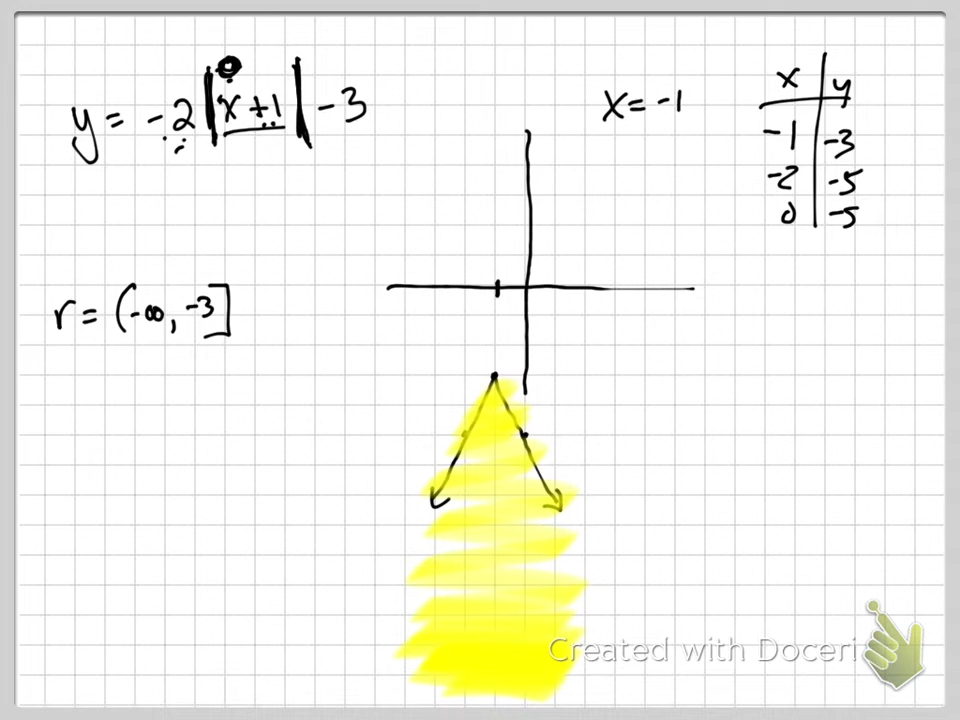 y = -2|x+1| -3
x = -1
x y
-1 -3
-2 -5
0 -5
r = (-∞, -3]
Created with Doceri